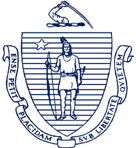 ENSE PETIT
PLACIDAM
SVB LIBERTATE
QVIETEM